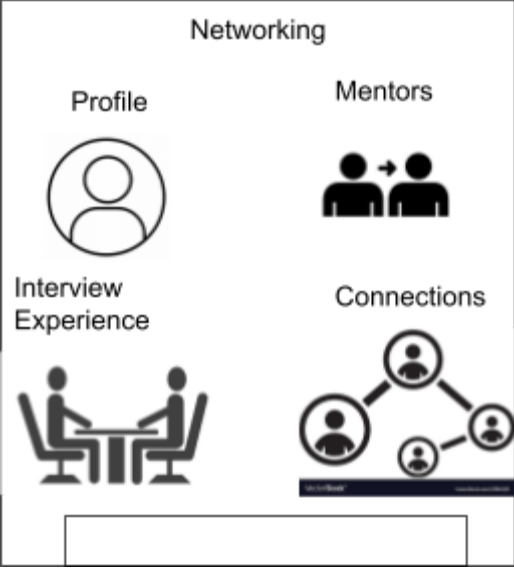 Networking
Profile
Mentors
Interview
Experience
Connections